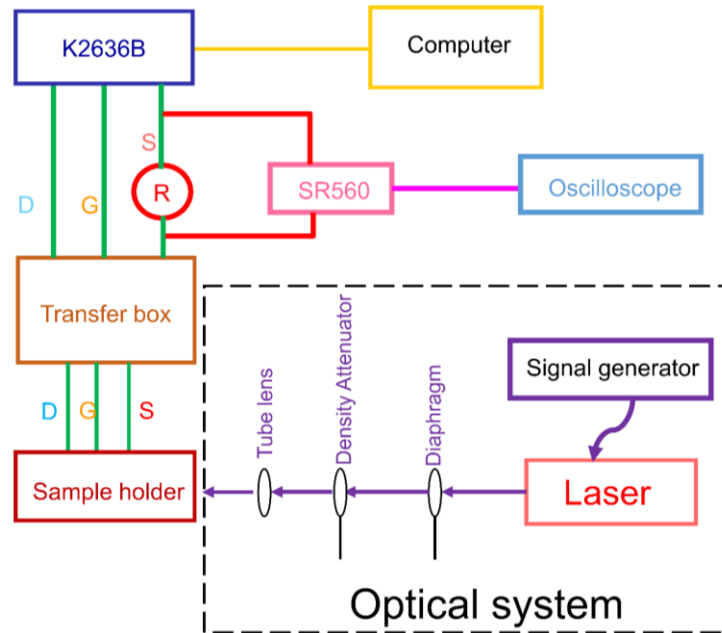 K2636B
Computer
S
R
SR560
Oscilloscope
D
G
Transfer box
D
G
S
Sample holder
Tube lens
Density Attenuator
Diaphragm
Signal generator
Laser
Optical system